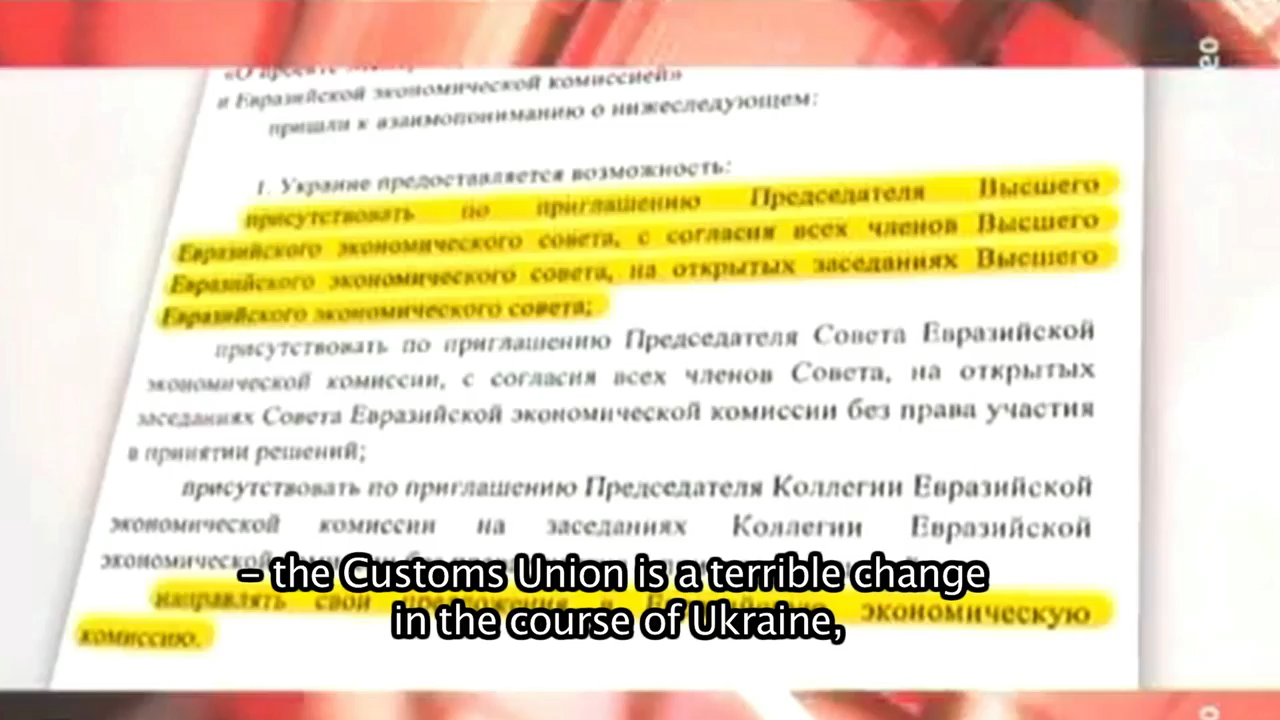 «О проекте
и Евразийской экономической комиссией»
пришли к взаимопониманию о нижеследующем:
1. Украине предоставляется возможность:
присутствовать по приглашению Председателя Высшего
Евразийского экономического совета, с согласия всех членов Высшего
Евразийского экономического совета, на открытых заседаниях Высшего
Евразийского экономического совета;
присутствовать по приглашению Председателя Совета Евразийской
экономической комиссии, с согласия всех членов Совета, на открытых
заседаниях Совета Евразийской экономической комиссии без права участия
в принятии решений;
присутствовать по приглашению Председателя Коллегии Евразийской
экономической комиссии на заседаниях Коллегии Евразийской
экономической
– the Customs Union is a terrible change
направлять свои предложения в экономическую
in the course of Ukraine,
комиссию.